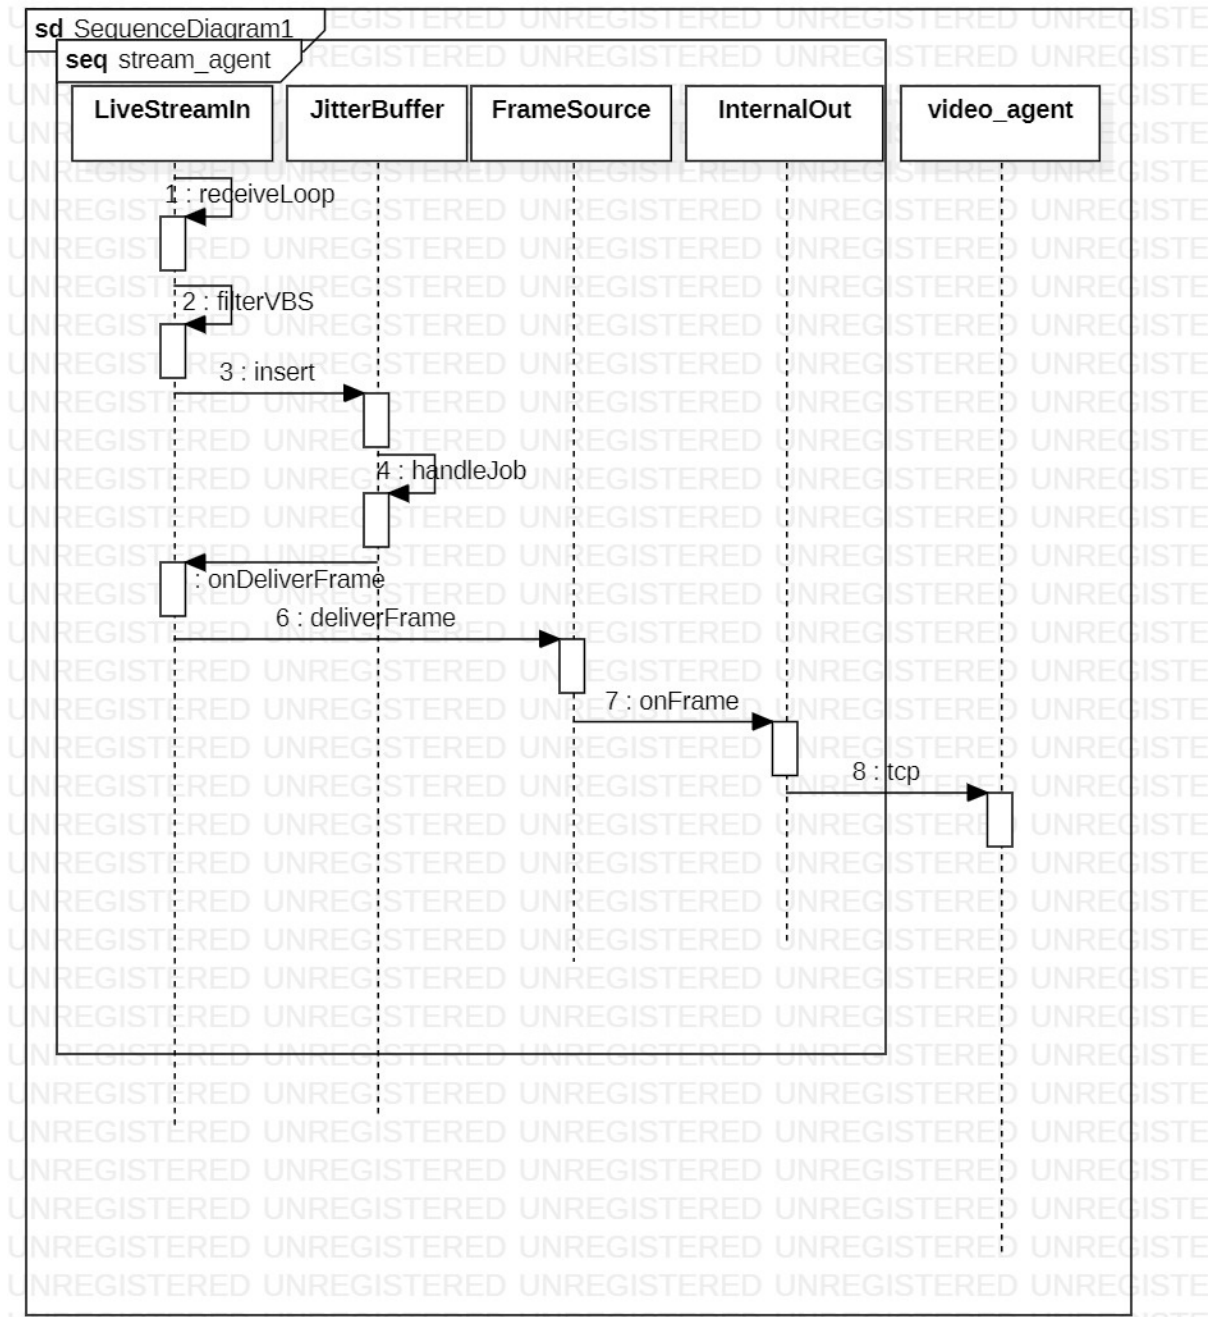 sd SequenceDiagram1
seq stream_agent
LiveStreamIn JitterBuffer FrameSource InternalOut video_agent
1 : receiveLoop
2 : filterVBS
3 : insert
4 : handleJob
: onDeliverFrame
6 : deliverFrame
7 : onFrame
8 : tcp
UNREGISTERED